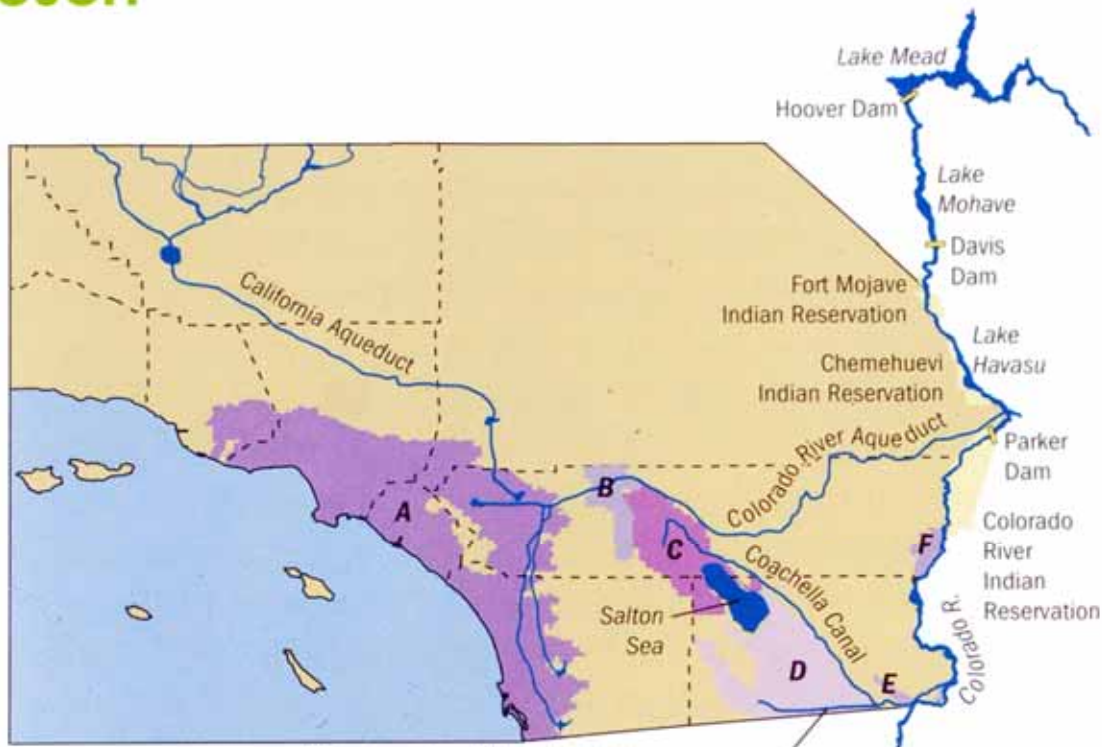 Lake Mead
Hoover Dam
Lake
Mohave
Davis
Dam
California Aqueduct
Fort Mojave
Indian Reservation
Lake
Havasu
Chemehuevi
Indian Reservation
Colorado River Aqueduct
Parker
Dam
A
B
C
F
Colorado
River
Indian
Reservation
Coachella Canal
Salton
Sea
D
E
Colorado R.